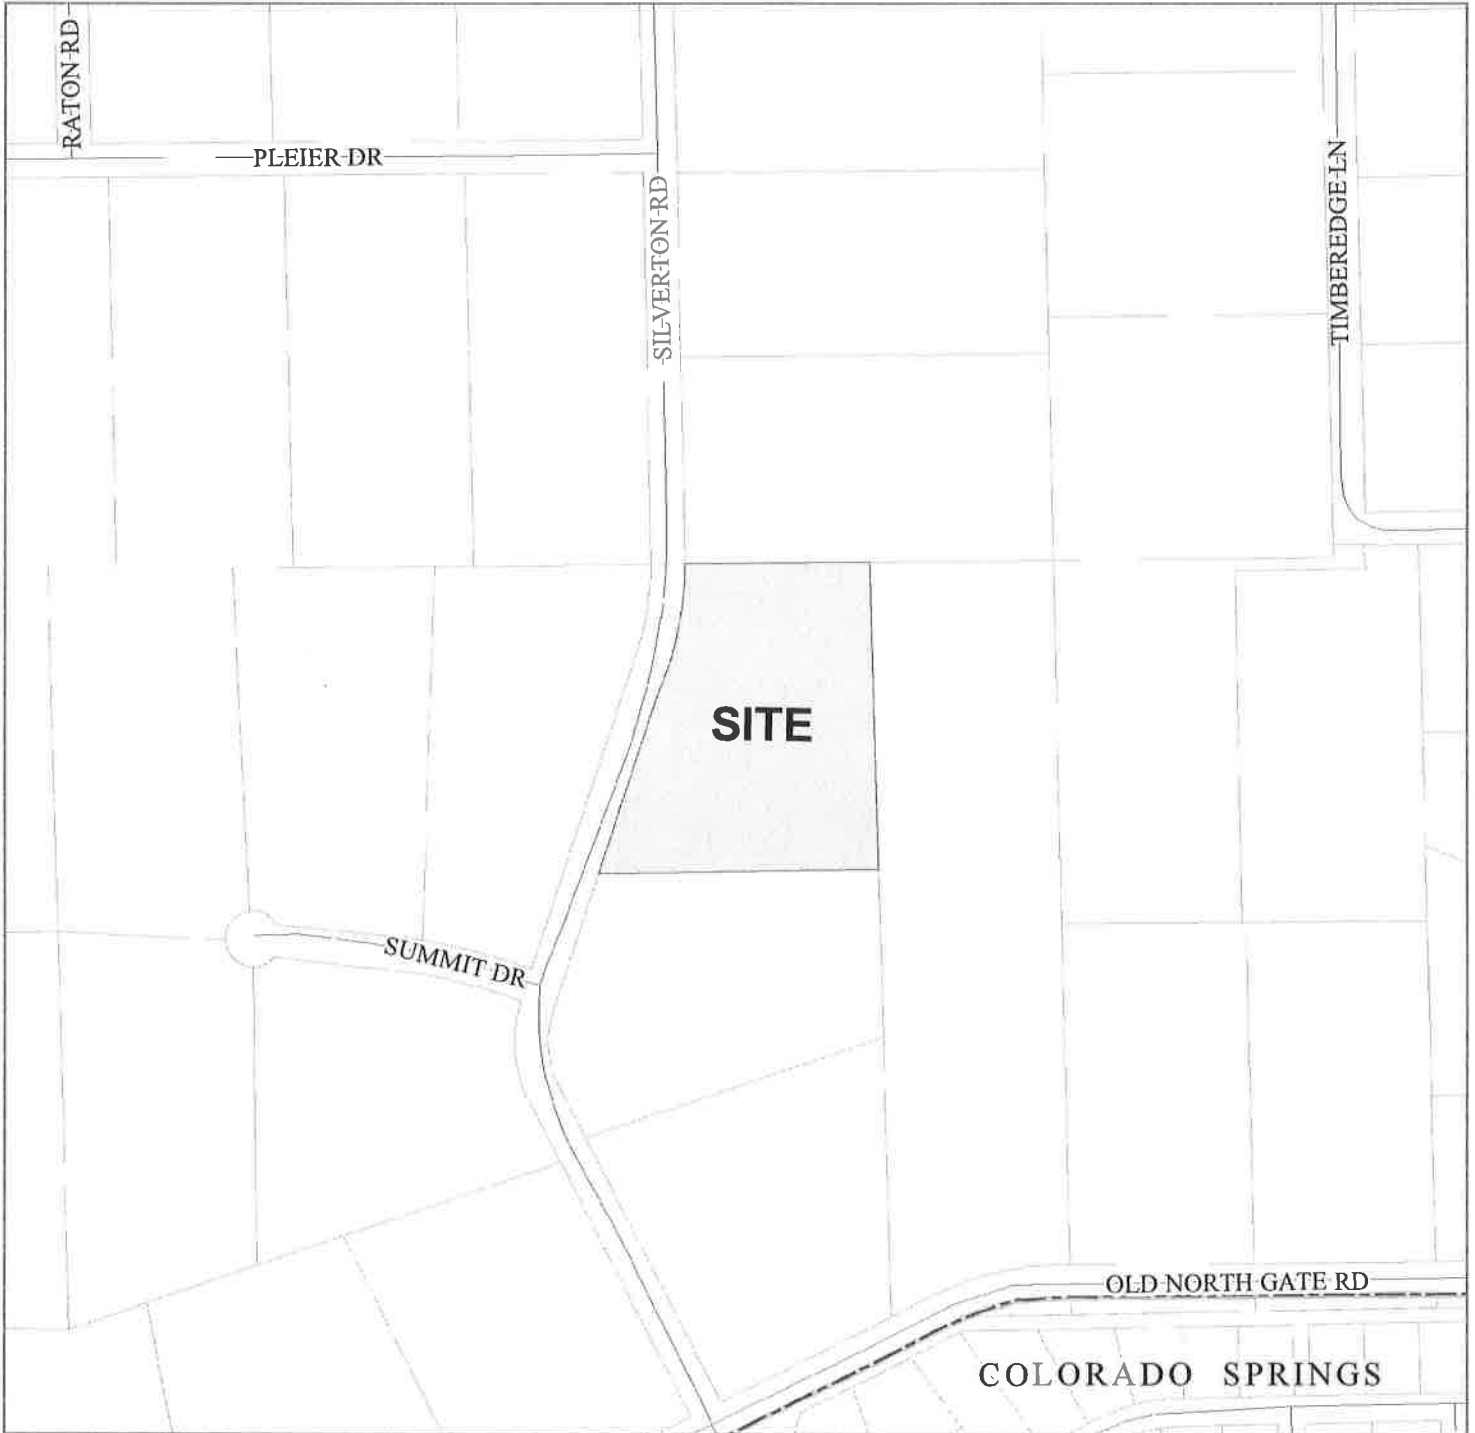 RATON RD
PLEIER DR
SILVERTON RD
TIMBEREDGE LN
SITE
SUMMIT DR
OLD NORTH GATE RD
COLORADO SPRINGS